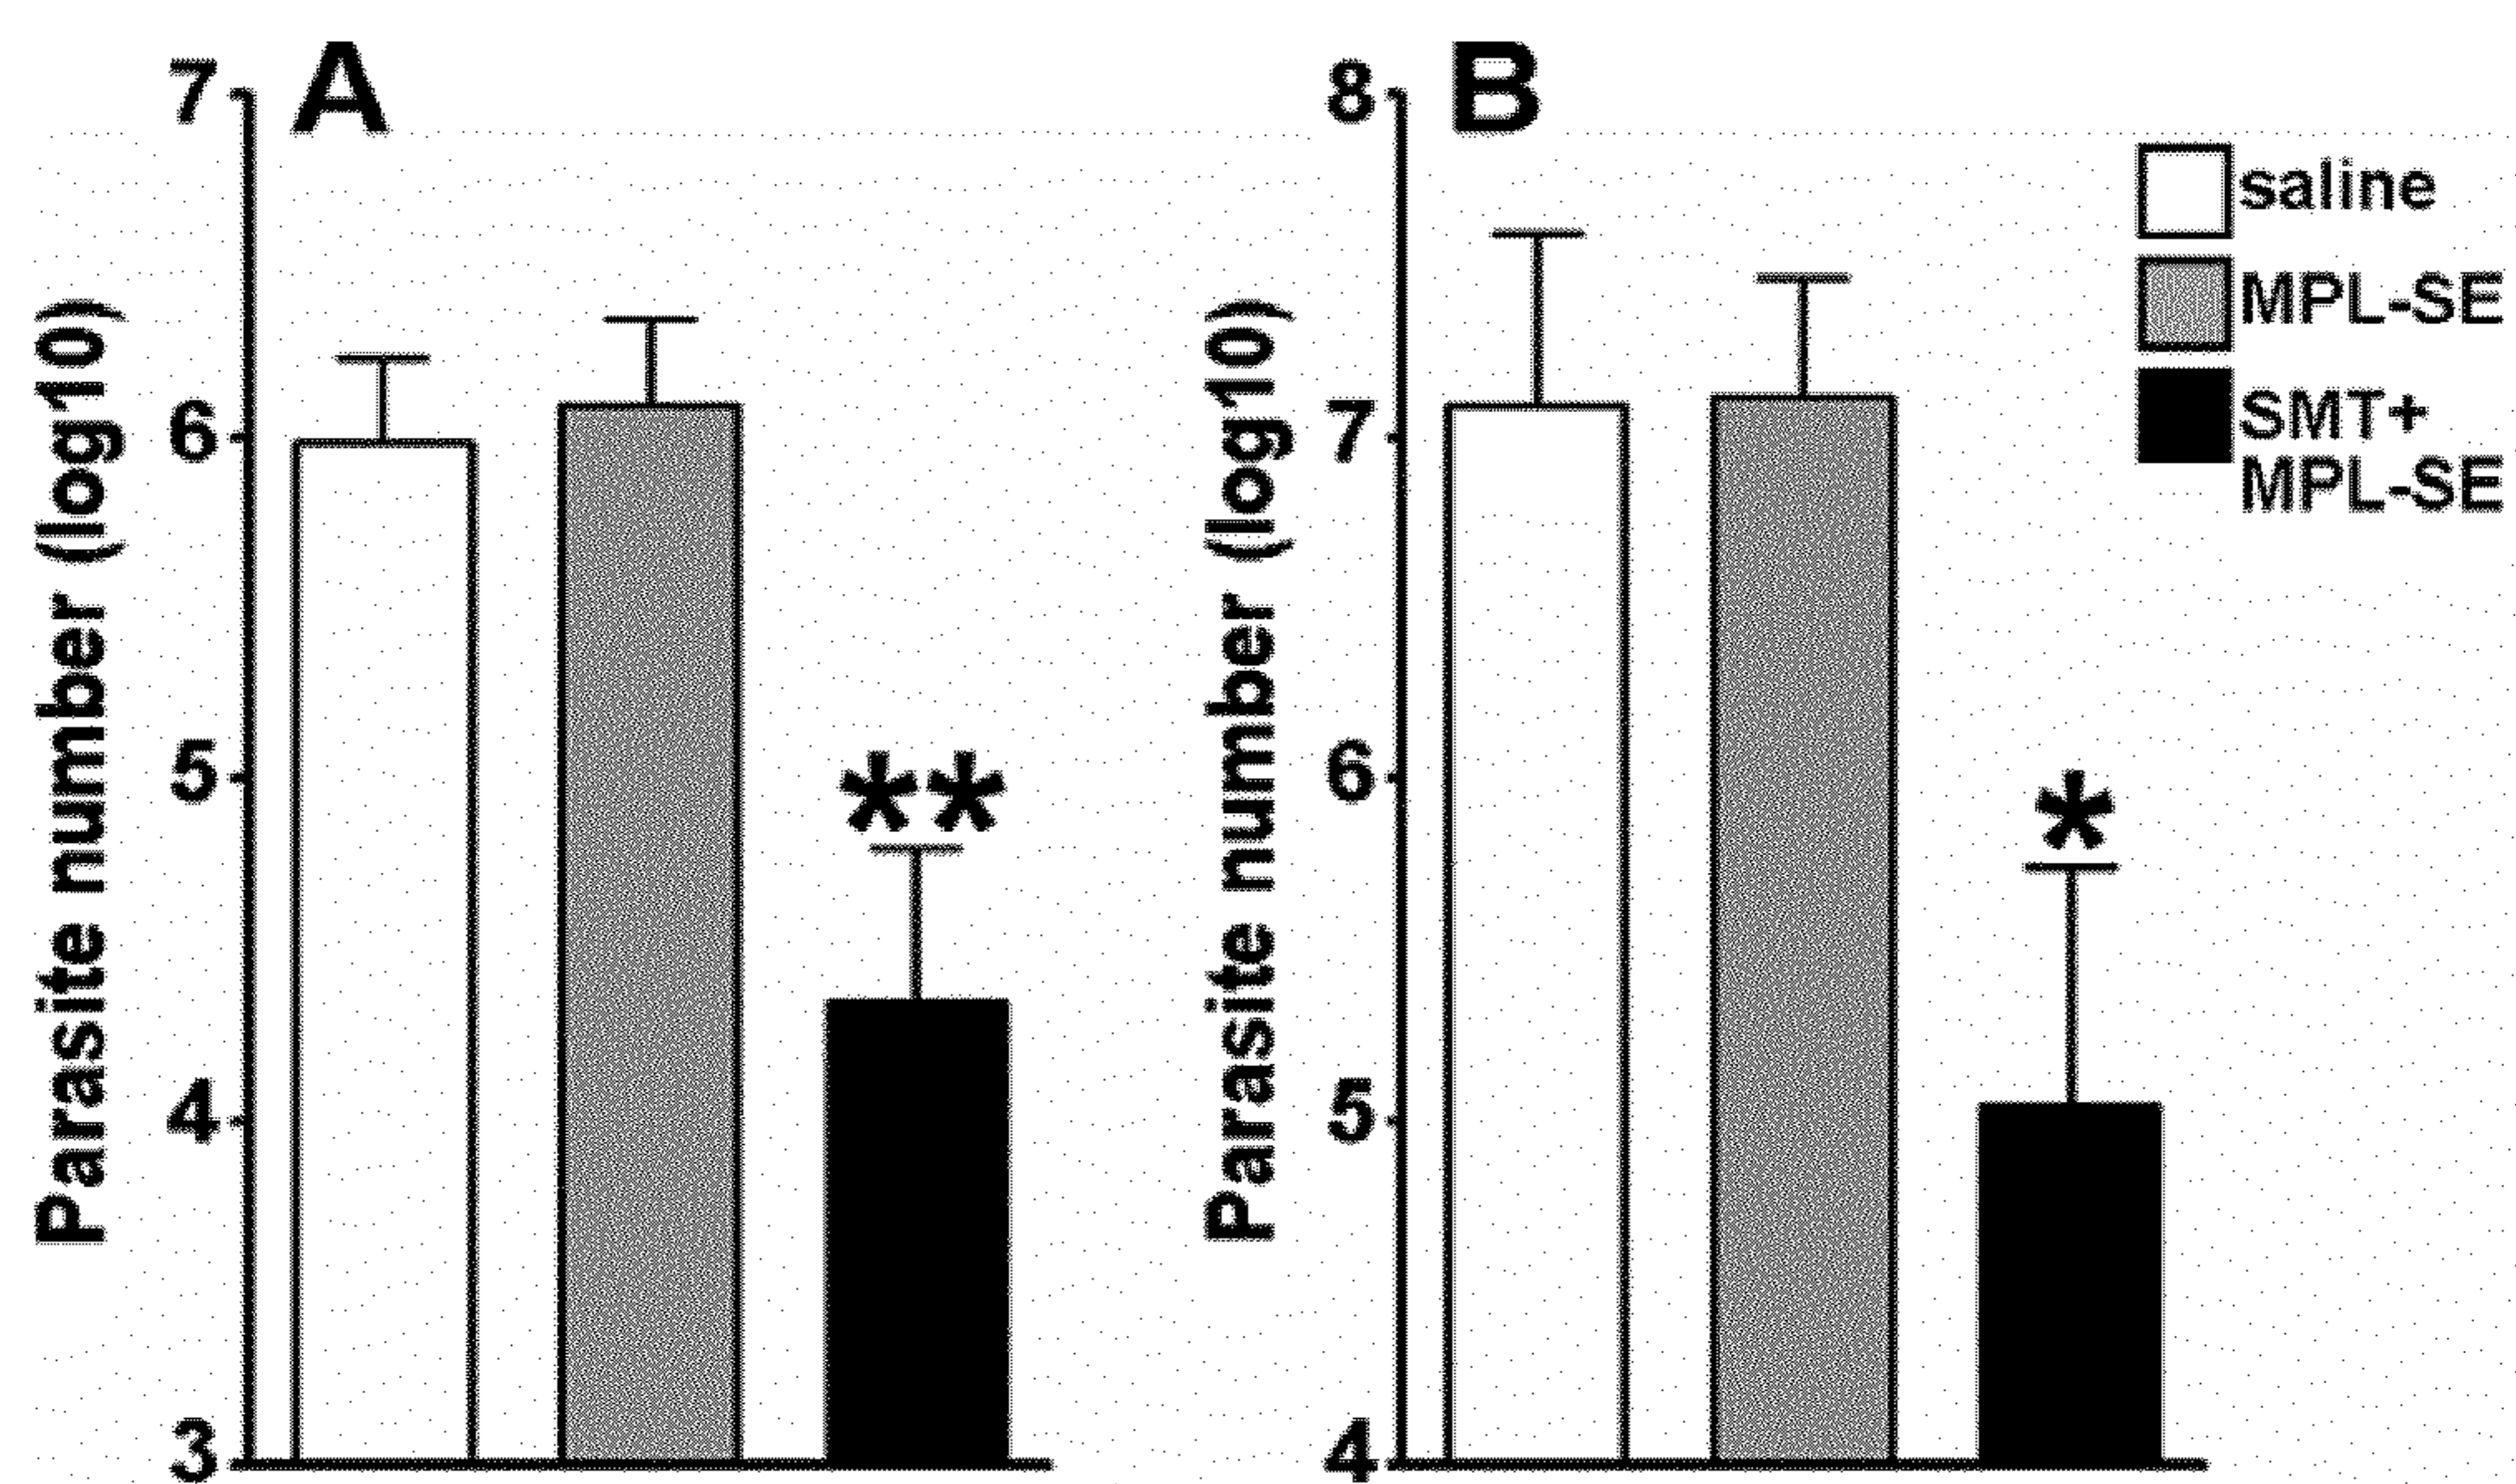 A
7
6
5
4
3
Parasite number (log10)
**
B
8
7
6
5
4
Parasite number (log10)
*
saline
MPL-SE
SMT+
MPL-SE